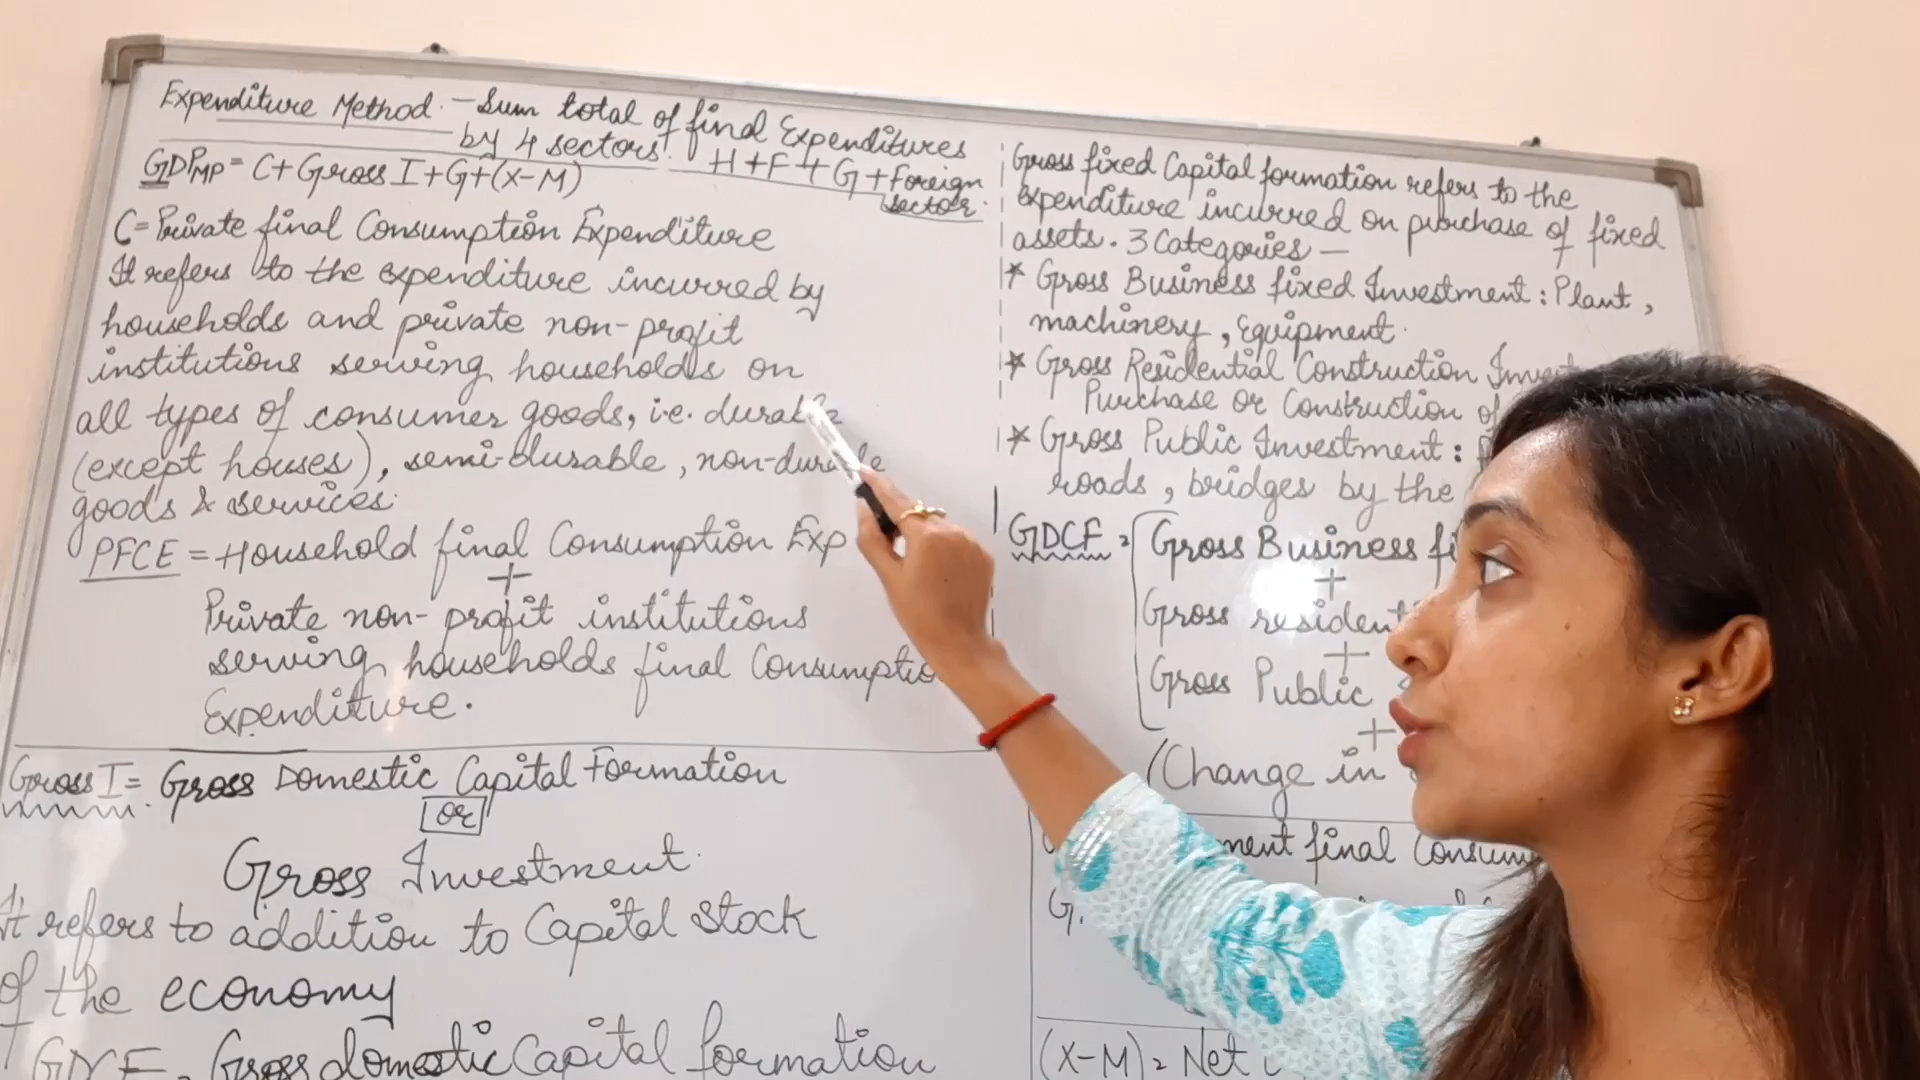 Expenditure Method - Sum total of final Expenditures
by 4 sectors. H + F + G + Foreign
sector.
GDPMP = C + Gross I + G + (X-M)
C = Private final Consumption Expenditure
It refers to the expenditure incurred by
households and private non-profit
institutions serving households on
all types of consumer goods, i.e. durable
(except houses), semi-durable, non-durable
goods & services.
PFCE = Household final Consumption Exp
+
Private non-profit institutions
serving households final Consumptio
Expenditure.
Gross I = Gross Domestic Capital Formation
or
Gross Investment.
It refers to addition to Capital stock
of the economy
GDCF = Gross domestic Capital formation
Gross fixed Capital formation refers to the
expenditure incurred on purchase of fixed
assets. 3 Categories -
* Gross Business fixed Investment: Plant,
machinery, Equipment.
* Gross Residential Construction Invest
Purchase or Construction of
* Gross Public Investment:
roads, bridges by the
GDCF = Gross Business fi
+
Gross resident
+
Gross Public
+
(Change in
ment final Consum
G.
(X-M) = Net